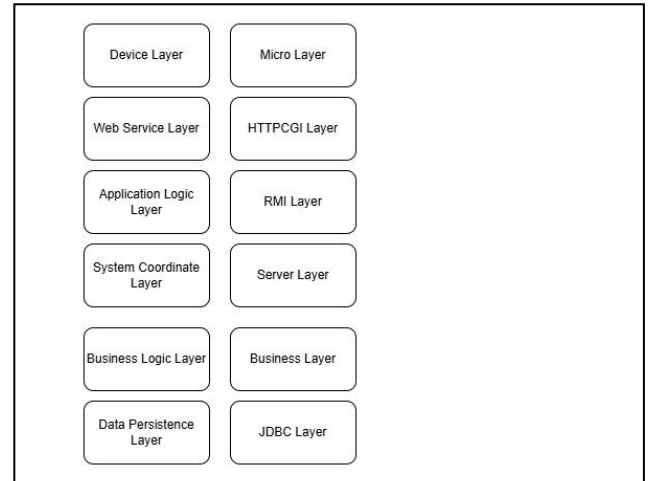 Device Layer
Micro Layer
Web Service Layer
HTTPCGI Layer
Application Logic
Layer
RMI Layer
System Coordinate
Layer
Server Layer
Business Logic Layer
Business Layer
Data Persistence
Layer
JDBC Layer